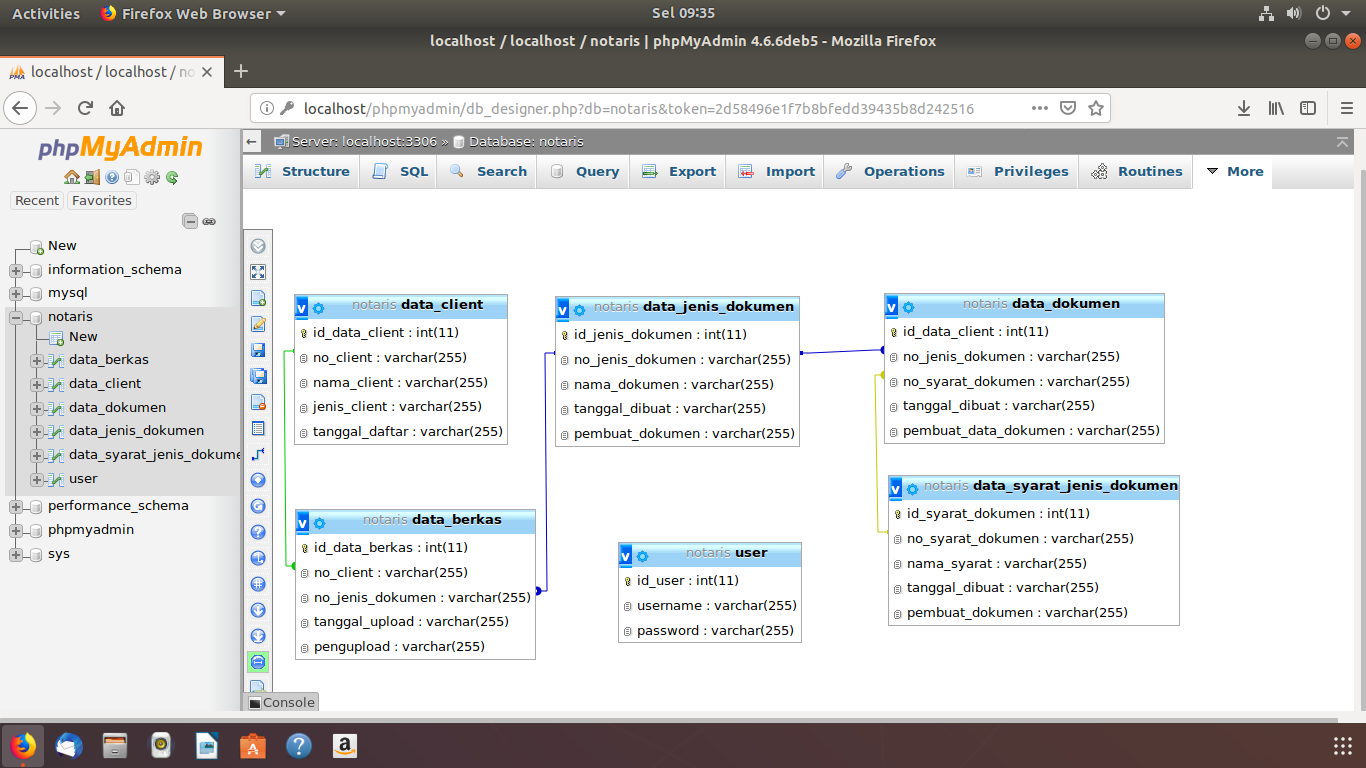 Activities Firefox Web Browser Sel 09:35
localhost / localhost / notaris | phpMyAdmin 4.6.6deb5 - Mozilla Firefox
localhost / localhost / no
localhost/phpmyadmin/db_designer.php?db=notaris&token=2d58496e1f7b8bfedd39435b8d242516
phpMyAdmin
Recent Favorites
New
information_schema
mysql
notaris
New
data_berkas
data_client
data_dokumen
data_jenis_dokumen
data_syarat_jenis_dokume
user
performance_schema
phpmyadmin
sys
Server: localhost:3306 » Database: notaris
Structure SQL Search Query Export Import Operations Privileges Routines More
notaris data_client
id_data_client : int(11)
no_client : varchar(255)
nama_client : varchar(255)
jenis_client : varchar(255)
tanggal_daftar : varchar(255)
notaris data_jenis_dokumen
id_jenis_dokumen : int(11)
no_jenis_dokumen : varchar(255)
nama_dokumen : varchar(255)
tanggal_dibuat : varchar(255)
pembuat_dokumen : varchar(255)
notaris data_dokumen
id_data_client : int(11)
no_jenis_dokumen : varchar(255)
no_syarat_dokumen : varchar(255)
tanggal_dibuat : varchar(255)
pembuat_data_dokumen : varchar(255)
notaris data_berkas
id_data_berkas : int(11)
no_client : varchar(255)
no_jenis_dokumen : varchar(255)
tanggal_upload : varchar(255)
pengupload : varchar(255)
notaris user
id_user : int(11)
username : varchar(255)
password : varchar(255)
notaris data_syarat_jenis_dokumen
id_syarat_dokumen : int(11)
no_syarat_dokumen : varchar(255)
nama_syarat : varchar(255)
tanggal_dibuat : varchar(255)
pembuat_dokumen : varchar(255)
Console